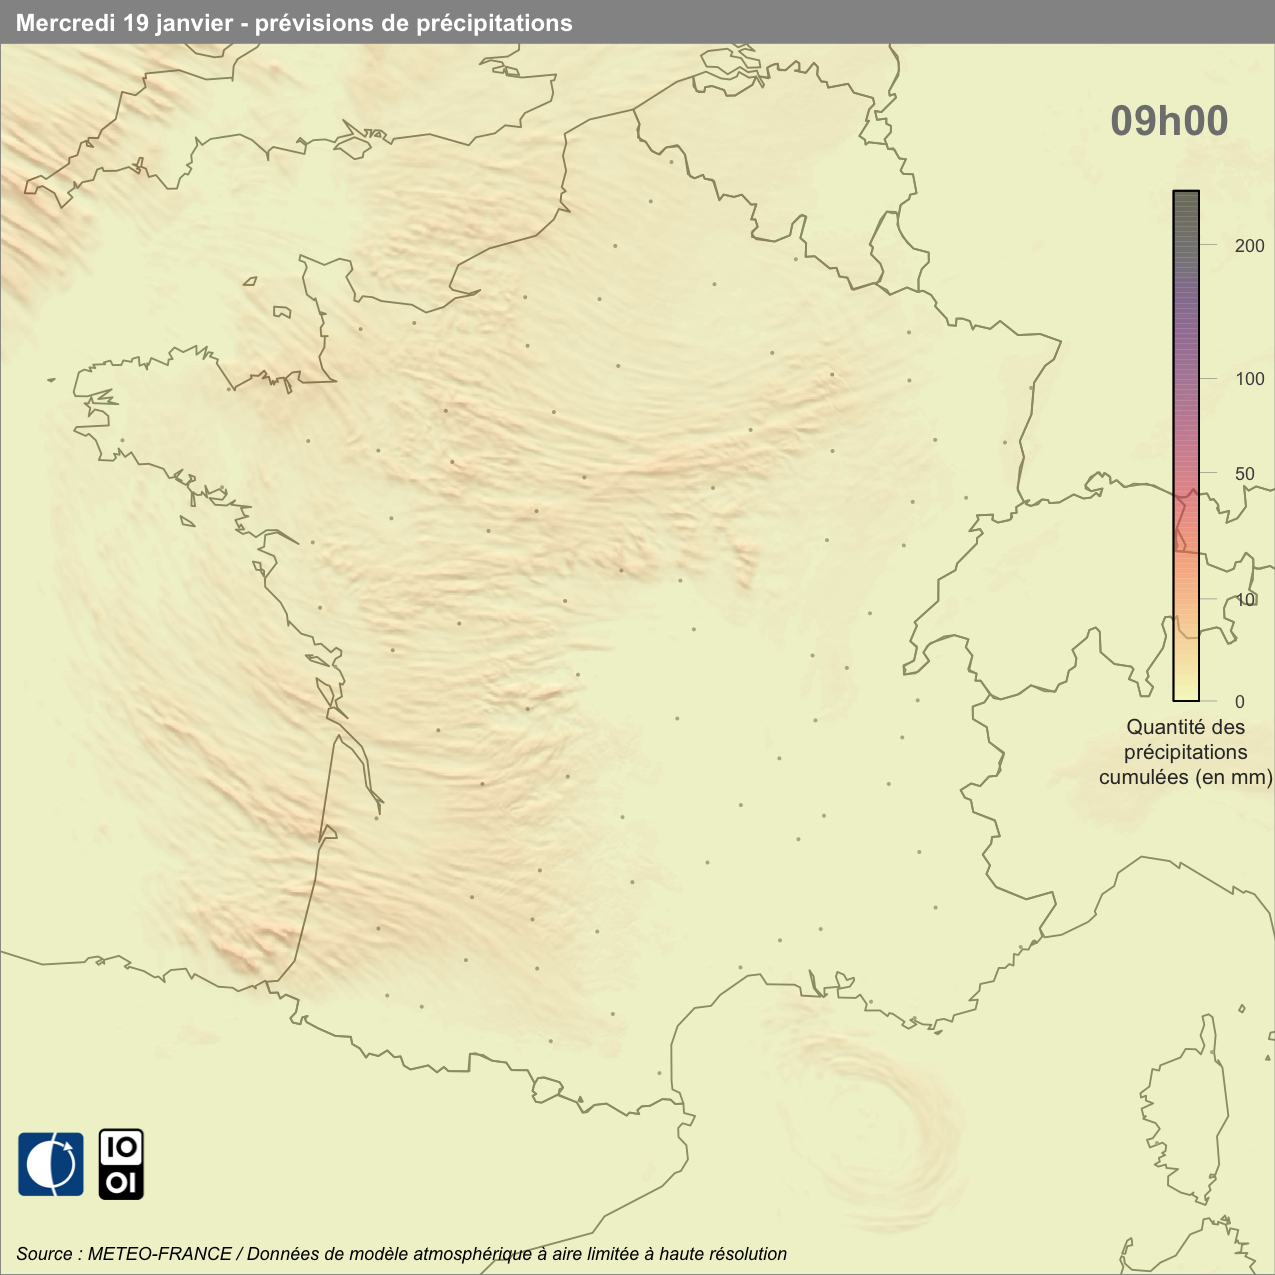 Mercredi 19 janvier - prévisions de précipitations
09h00
200
100
50
10
0
Quantité des
précipitations
cumulées (en mm)
IO
OI
Source : METEO-FRANCE / Données de modèle atmosphérique à aire limitée à haute résolution